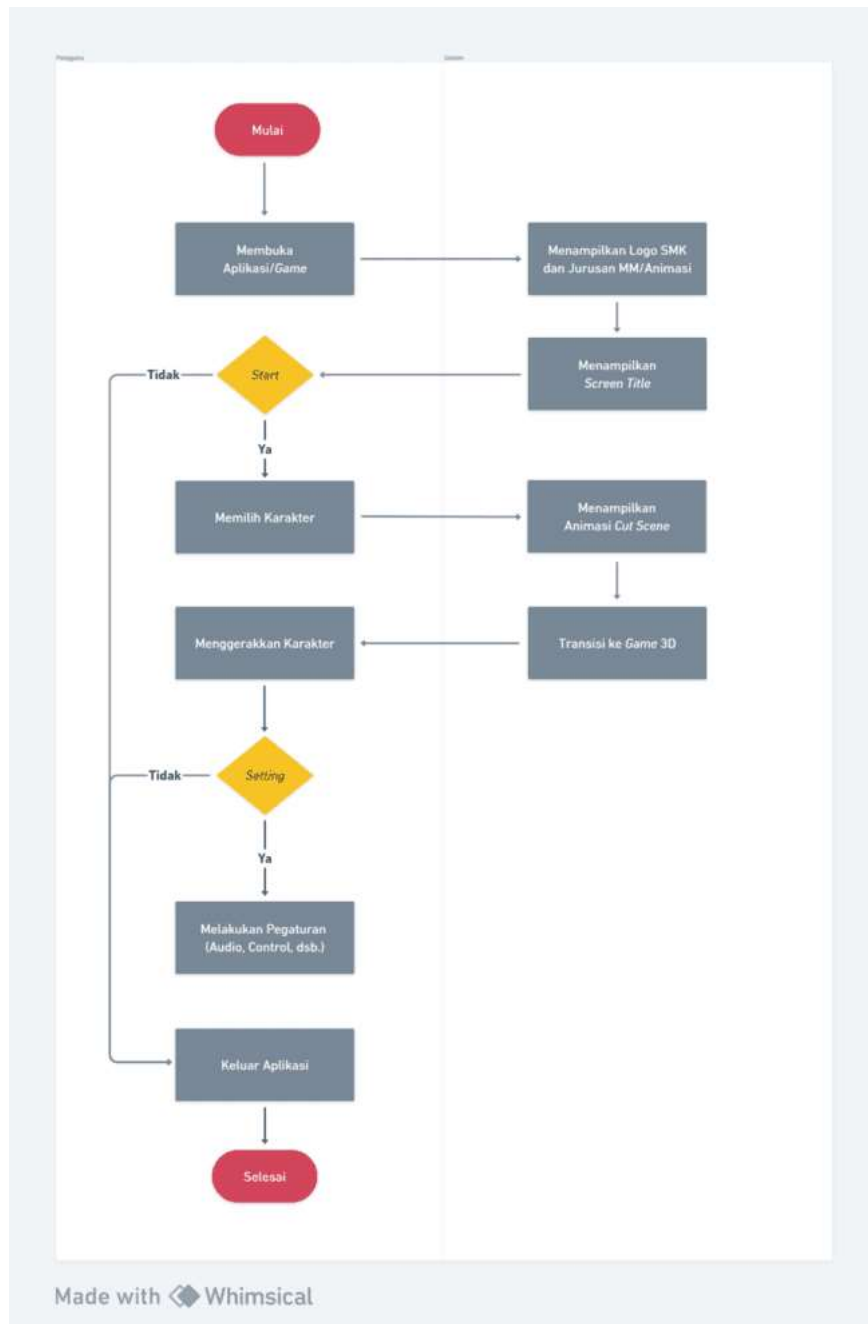 Pengguna
Sistem
Mulai
Membuka
Aplikasi/Game
Menampilkan Logo SMK
dan Jurusan MM/Animasi
Menampilkan
Screen Title
Start
Tidak
Ya
Memilih Karakter
Menampilkan
Animasi Cut Scene
Transisi ke Game 3D
Menggerakkan Karakter
Setting
Tidak
Ya
Melakukan Pegaturan
(Audio, Control, dsb.)
Keluar Aplikasi
Selesai
Made with Whimsical